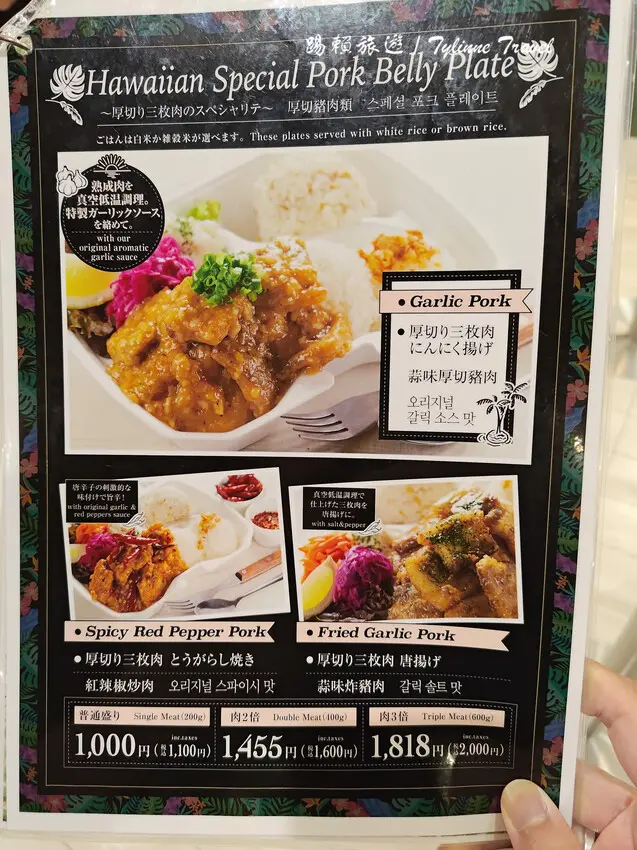 踢賴旅遊 / Tylinne Travel
Hawaiian Special Pork Belly Plate
～厚切り三枚肉のスペシャリテ～ 厚切豬肉類 스페셜 포크 플레이트
ごはんは白米か雑穀米が選べます。These plates served with white rice or brown rice.
熟成肉を
真空低温調理。
特製ガーリックソース
を絡めて。
with our
original aromatic
garlic sauce
• Garlic Pork
• 厚切り三枚肉
にんにく揚げ
蒜味厚切豬肉
오리지널
갈릭 소스 맛
唐辛子の刺激的な
味付けで旨辛!
with original garlic &
red peppers sauce
• Spicy Red Pepper Pork
• 厚切り三枚肉 とうがらし焼き
紅辣椒炒肉 오리지널 스파이시 맛
真空低温調理で
仕上げた三枚肉を
唐揚げに。
with salt&pepper
• Fried Garlic Pork
• 厚切り三枚肉 唐揚げ
蒜味炸豬肉 갈릭 솔트 맛
普通盛り Single Meat(200g)
1,000円 (税込1,100円) inc.taxes
肉2倍 Double Meat(400g)
1,455円 (税込1,600円) inc.taxes
肉3倍 Triple Meat(600g)
1,818円 (税込2,000円) inc.taxes